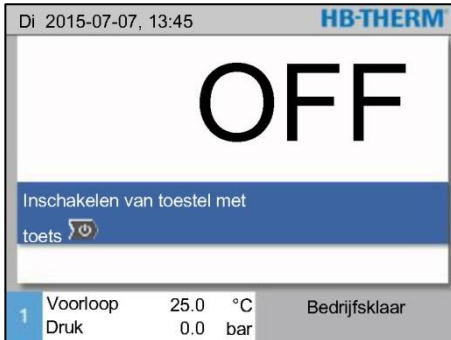 Di 2015-07-07, 13:45 HB-THERM
OFF
Inschakelen van toestel met
toets
1 Voorloop 25.0 °C Bedrijfsklaar
Druk 0.0 bar